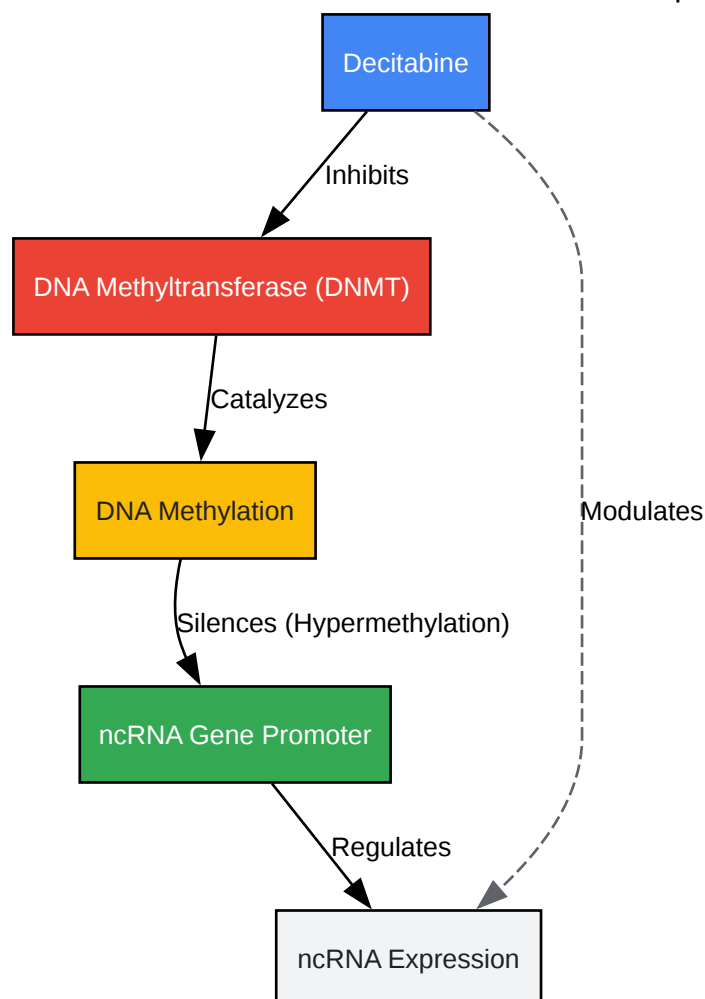 Decitabine
Inhibits
DNA Methyltransferase (DNMT)
Catalyzes
DNA Methylation
Modulates
Silences (Hypermethylation)
ncRNA Gene Promoter
Regulates
ncRNA Expression